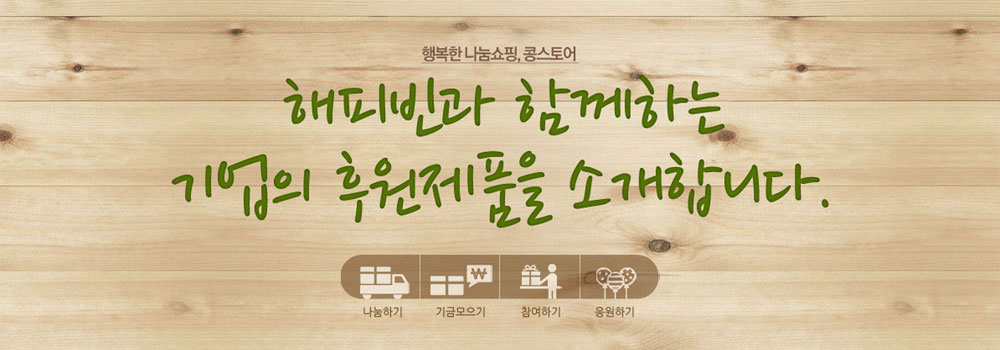 행복한 나눔쇼핑, 콩스토어
해피빈과 함께하는
기업의 후원제품을 소개합니다.
₩
나눔하기 기금모으기 참여하기 응원하기